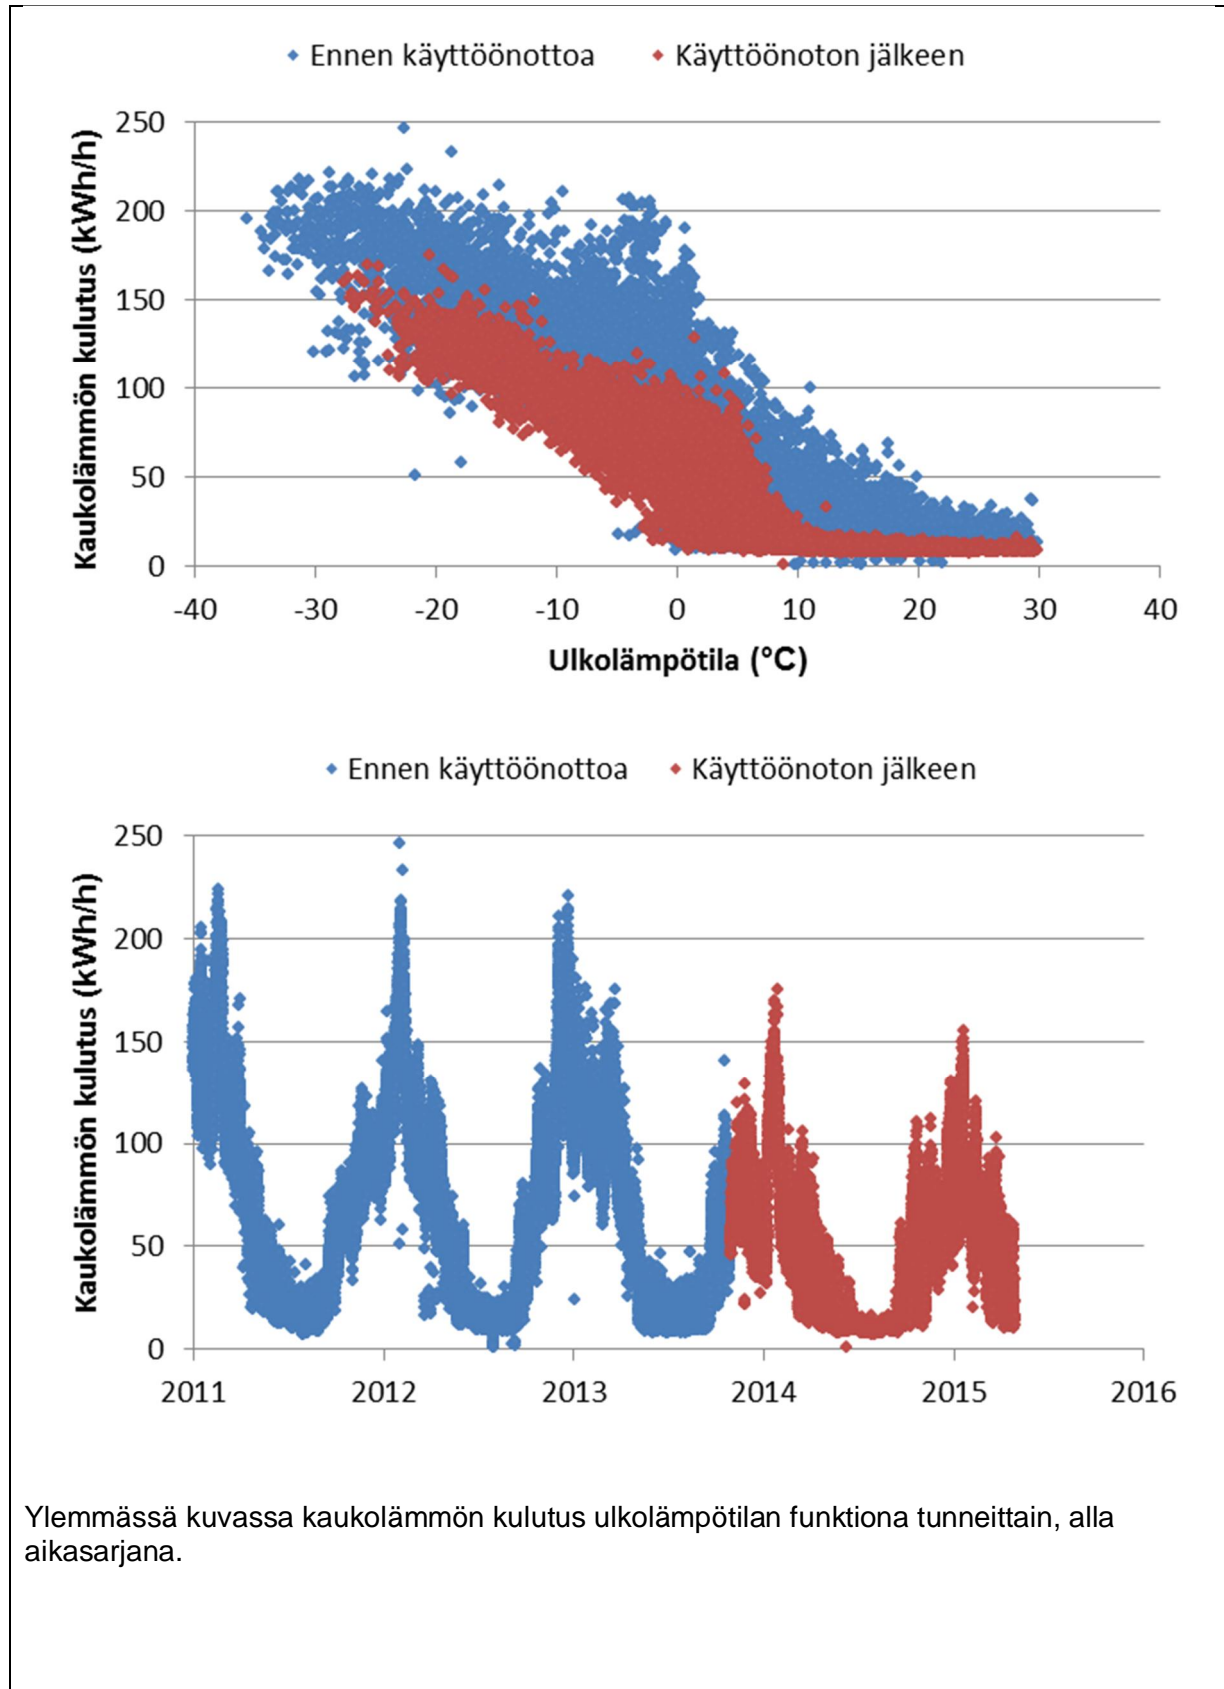 Ennen käyttöönottoa Käyttöönoton jälkeen
Kaukolämmön kulutus (kWh/h)
250
200
150
100
50
0
-40 -30 -20 -10 0 10 20 30 40
Ulkolämpötila (°C)
Ennen käyttöönottoa Käyttöönoton jälkeen
Kaukolämmön kulutus (kWh/h)
250
200
150
100
50
0
2011 2012 2013 2014 2015 2016
Ylemmässä kuvassa kaukolämmön kulutus ulkolämpötilan funktiona tunneittain, alla
aikasarjana.